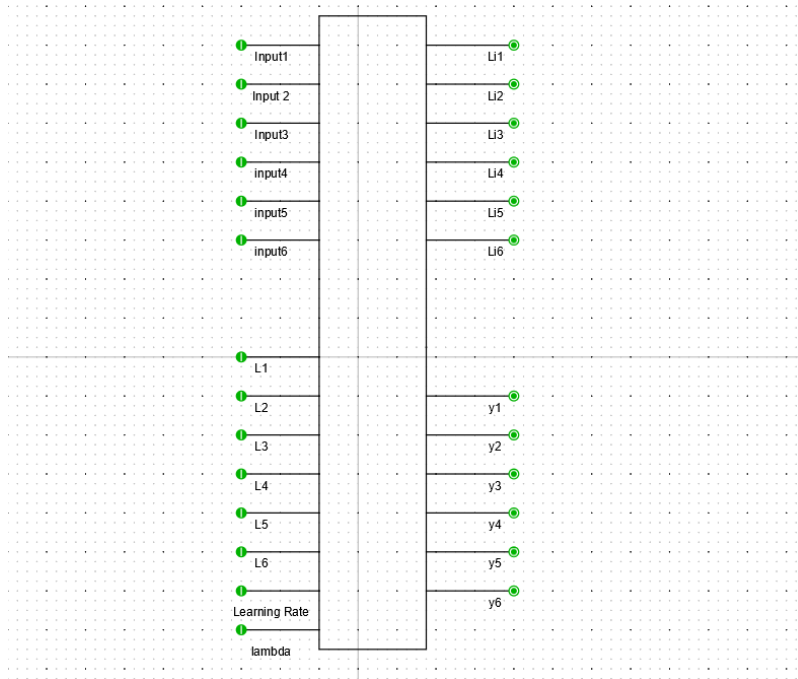 Input1
Li1
Input 2
Li2
Input3
Li3
input4
Li4
input5
Li5
input6
Li6
L1
L2
y1
L3
y2
L4
y3
L5
y4
L6
y5
Learning Rate
y6
lambda